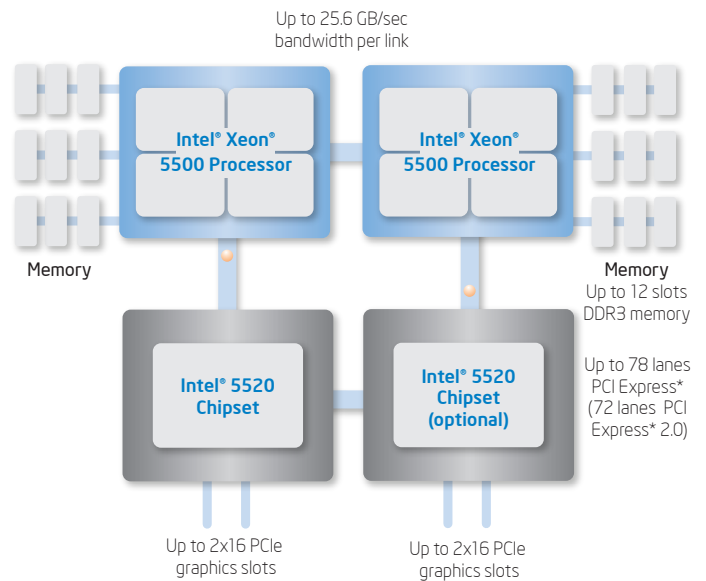 Up to 25.6 GB/sec
bandwidth per link
Intel® Xeon®
5500 Processor
Intel® Xeon®
5500 Processor
Memory
Memory
Up to 12 slots
DDR3 memory
Intel® 5520
Chipset
Intel® 5520
Chipset
(optional)
Up to 78 lanes
PCI Express*
(72 lanes PCI
Express* 2.0)
Up to 2x16 PCIe
graphics slots
Up to 2x16 PCIe
graphics slots